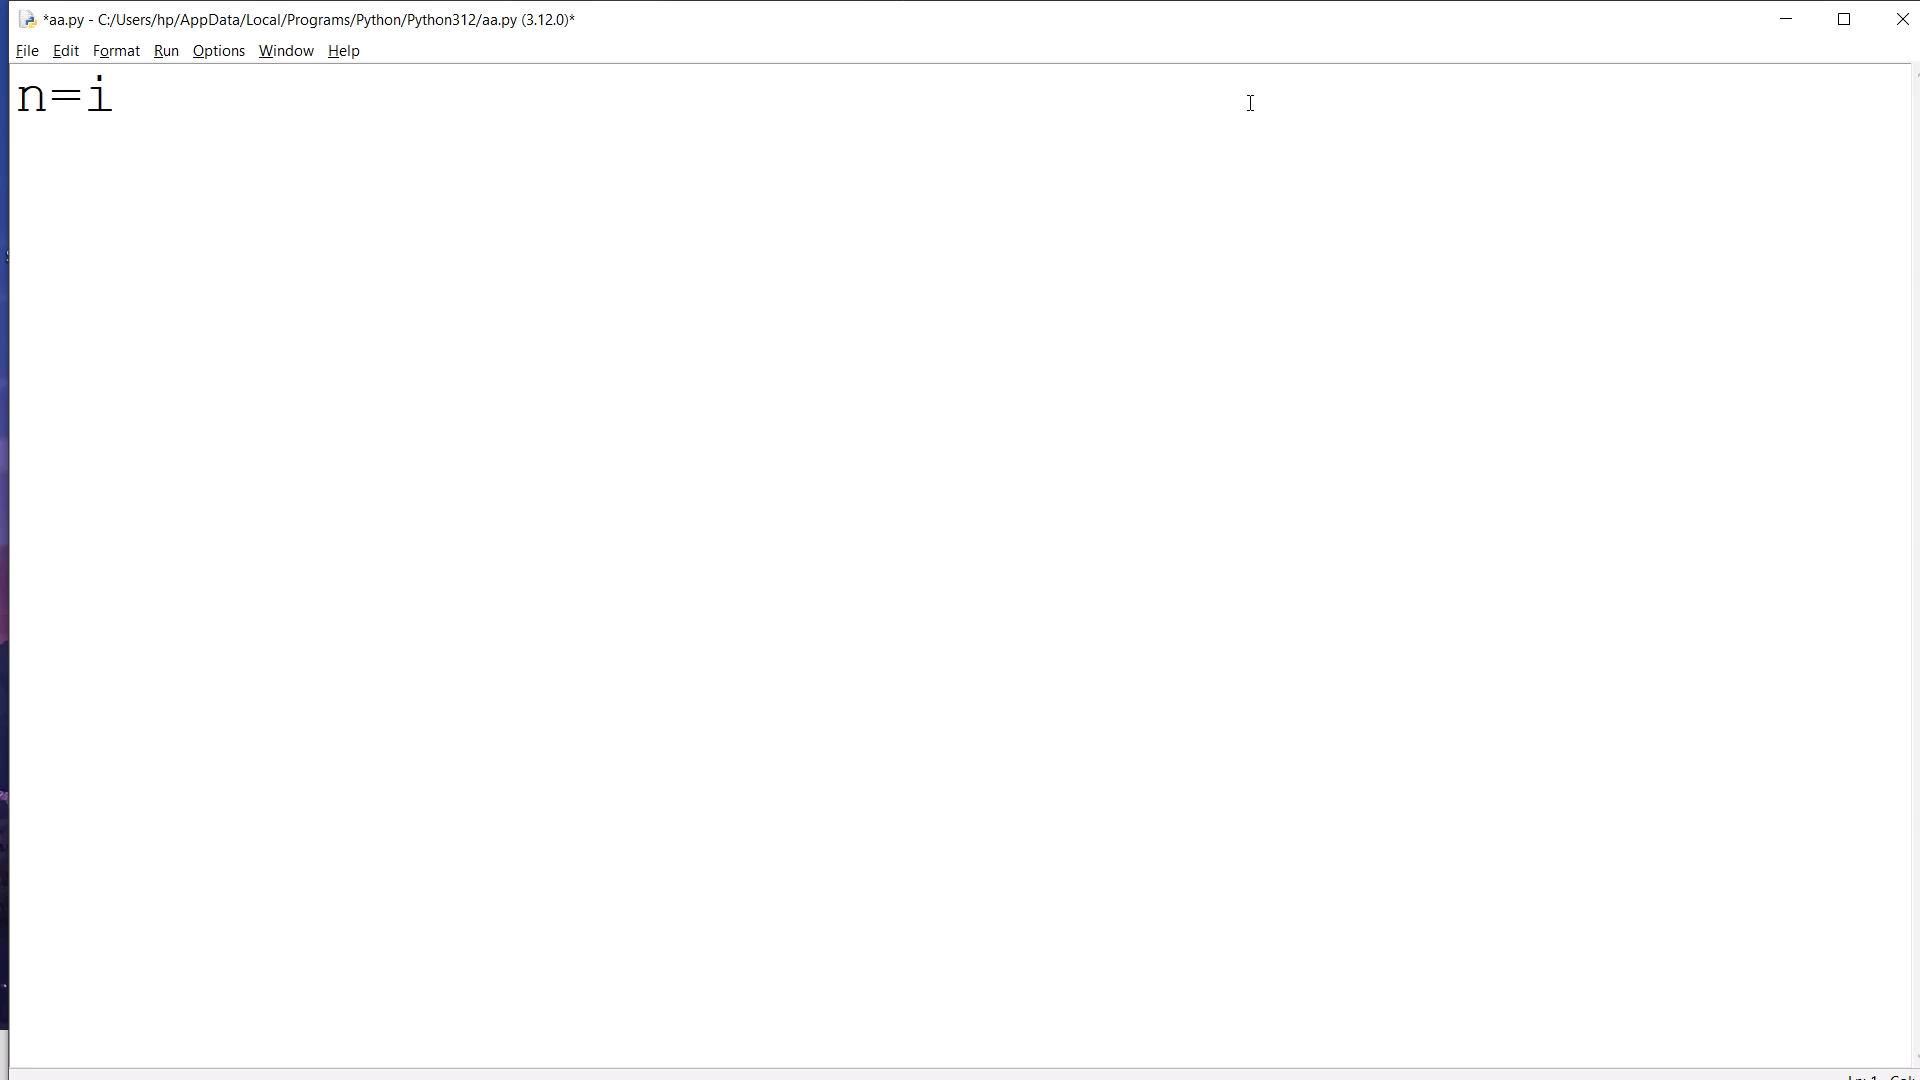 *aa.py - C:/Users/hp/AppData/Local/Programs/Python/Python312/aa.py (3.12.0)*
File Edit Format Run Options Window Help
n=i